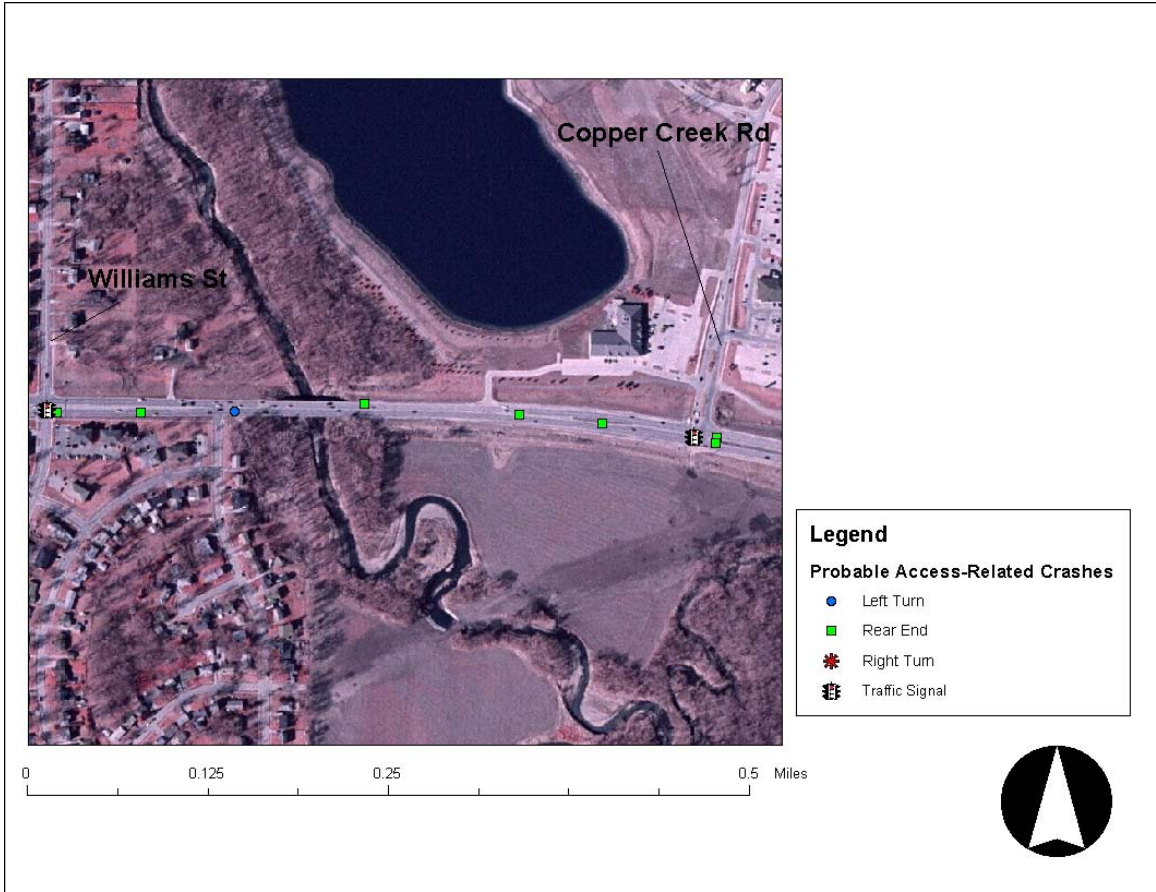 Copper Creek Rd
Williams St
Legend
Probable Access-Related Crashes
Left Turn
Rear End
Right Turn
Traffic Signal
0 0.125 0.25 0.5 Miles